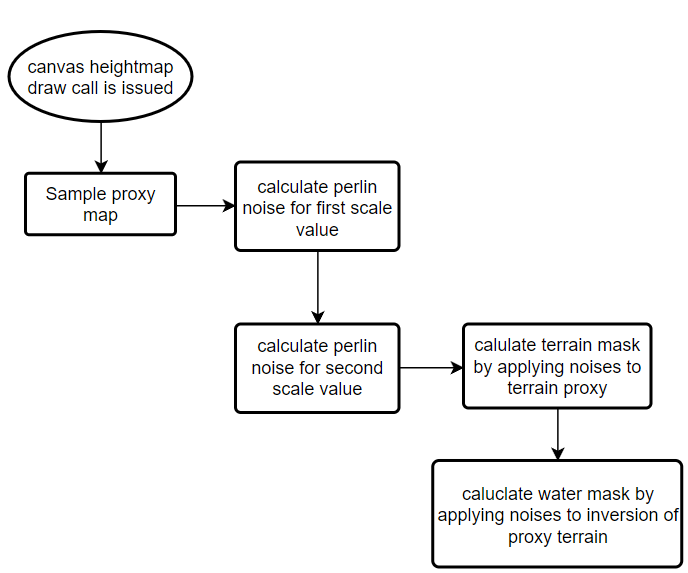 canvas heightmap
draw call is issued
Sample proxy
map
calculate perlin
noise for first scale
value
calculate perlin
noise for second
scale value
calulate terrain mask
by applying noises to
terrain proxy
caluclate water mask by
applying noises to inversion of
proxy terrain